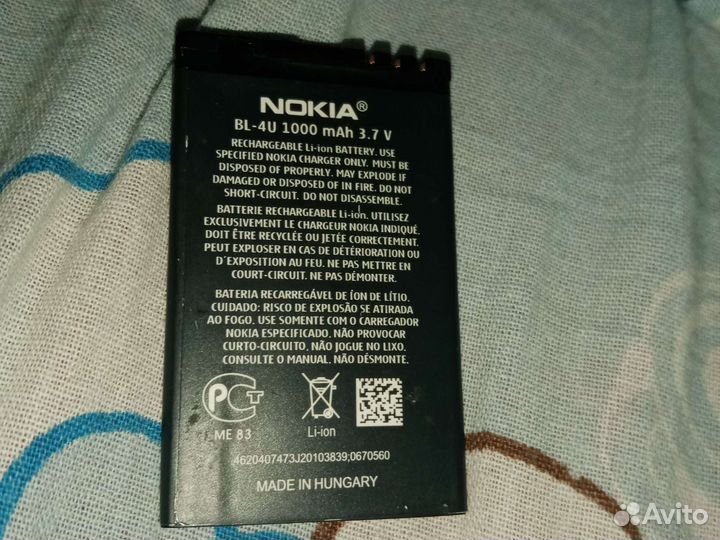 NOKIA®
BL-4U 1000 mAh 3.7 V
RECHARGEABLE Li-ion BATTERY. USE
SPECIFIED NOKIA CHARGER ONLY. MAY EXPLODE IF
DISPOSED OF PROPERLY. MAY EXPLODE IF
DAMAGED OR DISPOSED OF IN FIRE. DO NOT
SHORT-CIRCUIT. DO NOT DISASSEMBLE.
BATTERIE RECHARGEABLE Li-ion. UTILISEZ
EXCLUSIVEMENT LE CHARGEUR NOKIA INDIQUÉ.
DOIT ÊTRE RECYCLÉE OU JETÉE CORRECTEMENT.
PEUT EXPLOSER EN CAS DE DÉTÉRIORATION OU
D'EXPOSITION AU FEU. NE PAS METTRE EN
COURT-CIRCUIT. NE PAS DÉMONTER.
BATERIA RECARREGÁVEL DE ÍON DE LÍTIO.
CUIDADO: RISCO DE EXPLOSÃO SE ATIRADA
AO FOGO. USE SOMENTE COM O CARREGADOR
NOKIA ESPECIFICADO, NÃO PROVOCAR
CURTO-CIRCUITO, NÃO JOGUE NO LIXO.
CONSULTE O MANUAL. NÃO DESMONTE.
PCT
ME 83
Li-ion
4620407473J20103839;0670560
MADE IN HUNGARY
Avito